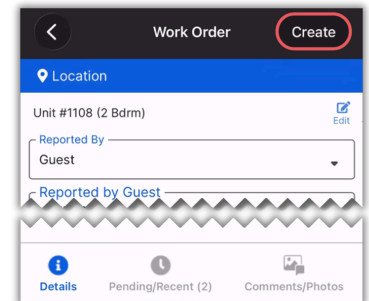 Work Order
Create
Location
Unit #1108 (2 Bdrm)
Edit
Reported By
Guest
Reported by Guest
Details
Pending/Recent (2)
Comments/Photos